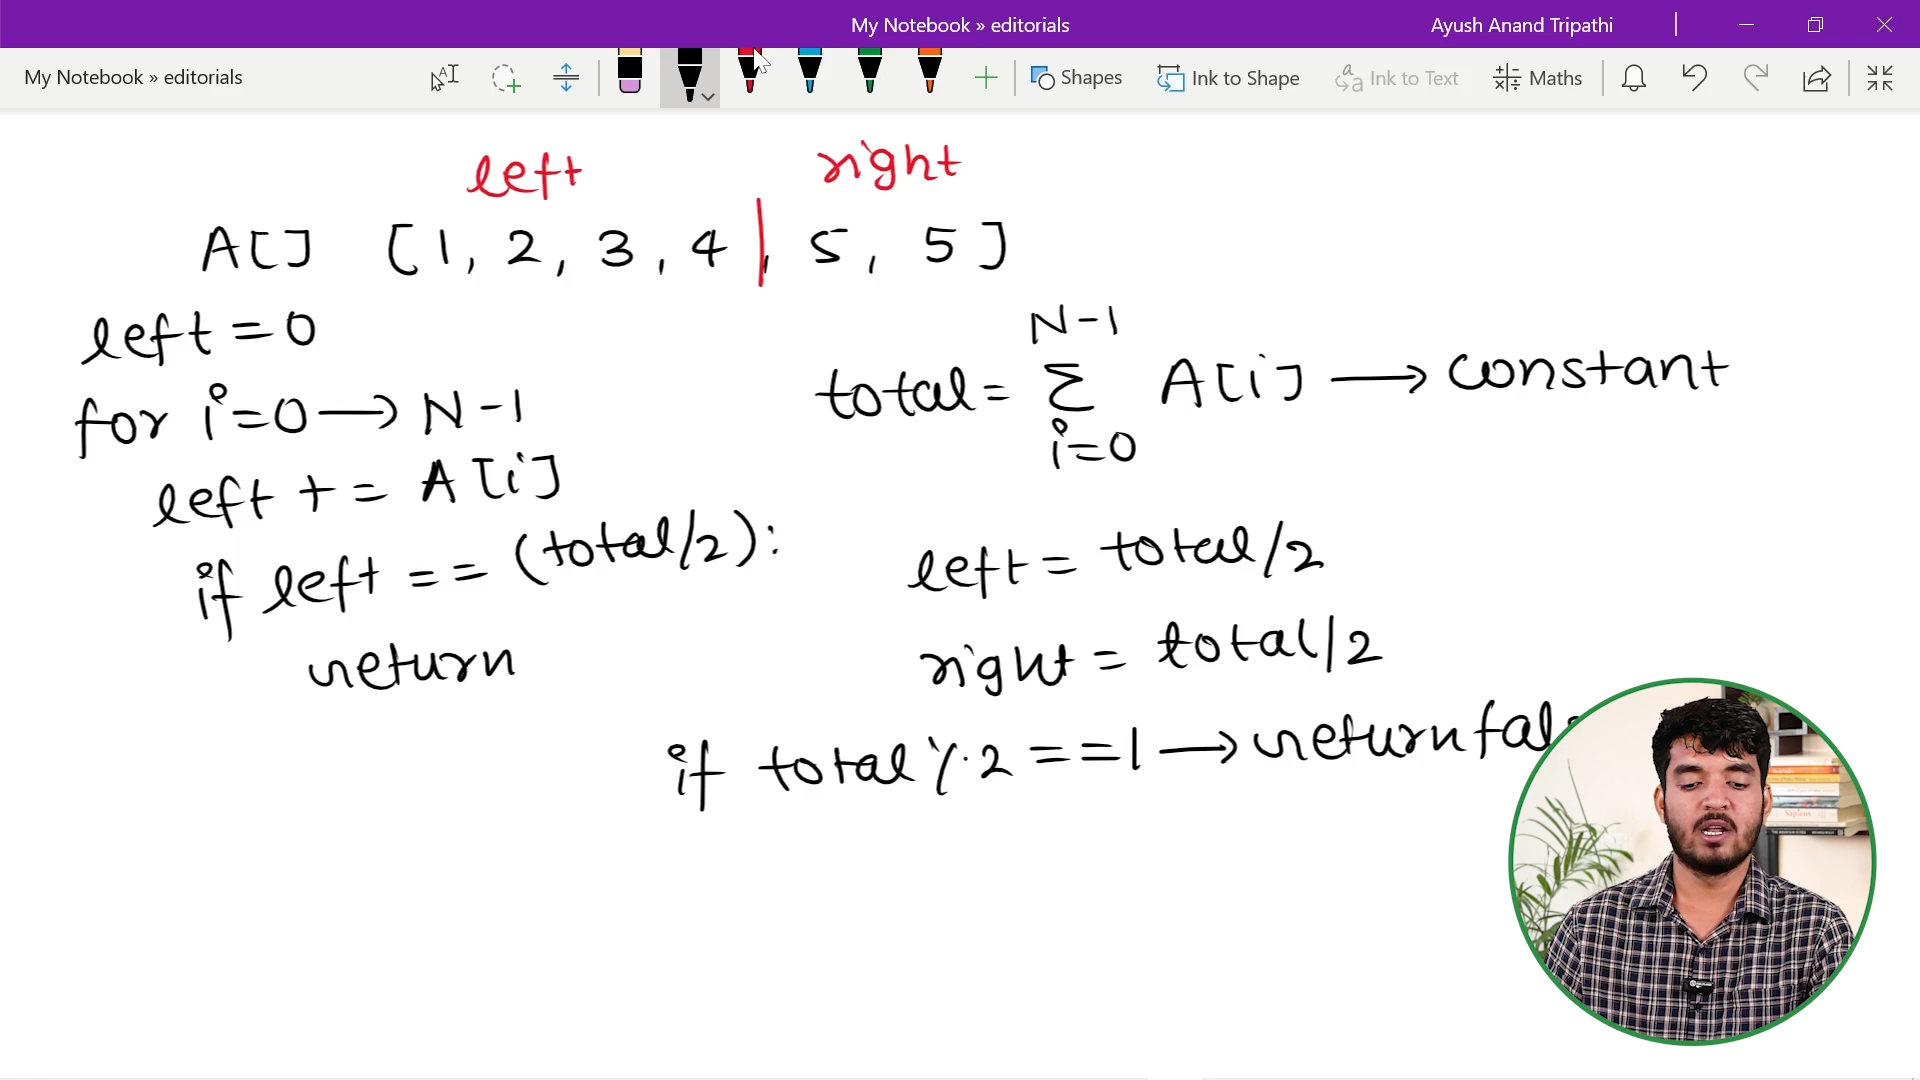 My Notebook » editorials
Ayush Anand Tripathi
My Notebook » editorials
Shapes
Ink to Shape
Ink to Text
Maths
left right
A[] [1, 2, 3, 4 | , 5, 5]
left = 0
for i=0 → N-1
left += A[i]
if left == (total/2):
return
N-1
total = Σ A[i] → constant
i=0
left = total/2
right = total/2
if total % 2 == 1 → return fals